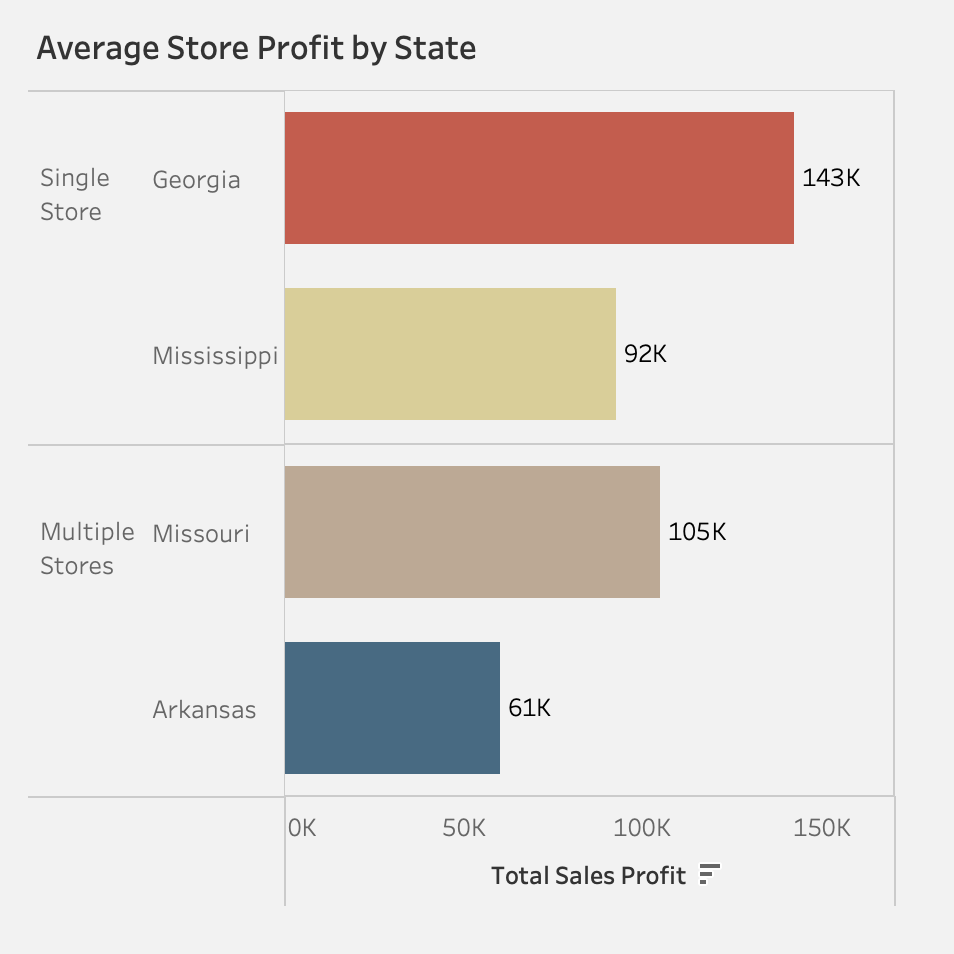 Average Store Profit by State
Single
Store
Georgia
143K
Mississippi
92K
Multiple
Stores
Missouri
105K
Arkansas
61K
0K
50K
100K
150K
Total Sales Profit